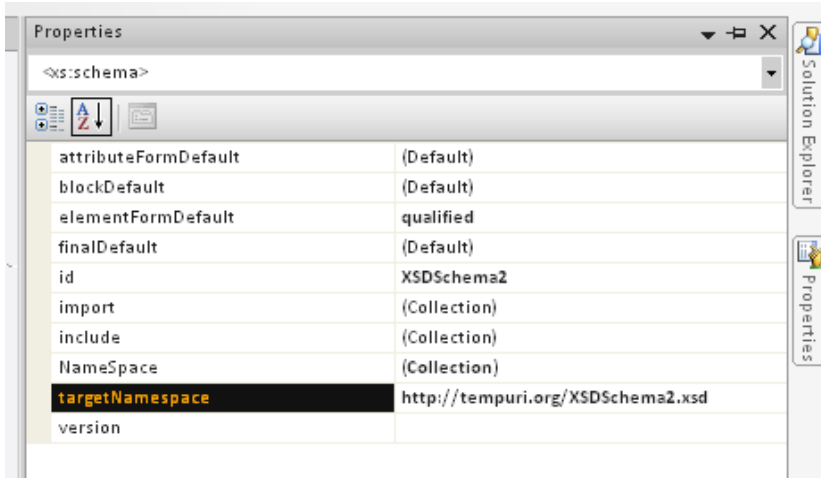 Properties
<xs:schema>
attributeFormDefault (Default)
blockDefault (Default)
elementFormDefault qualified
finalDefault (Default)
id XSDSchema2
import (Collection)
include (Collection)
NameSpace (Collection)
targetNamespace http://tempuri.org/XSDSchema2.xsd
version
Solution Explorer
Properties